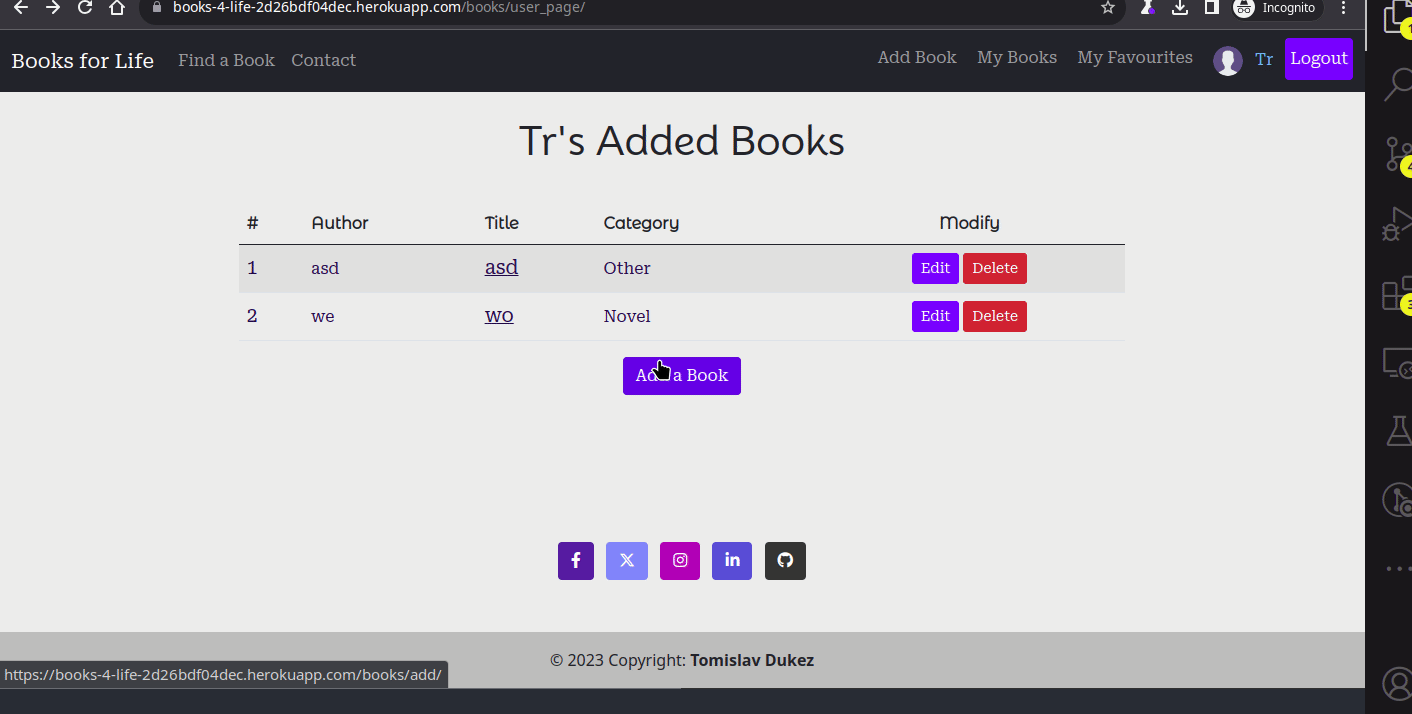 books-4-life-2d26bdf04dec.herokuapp.com/books/user_page/ Incognito
Books for Life Find a Book Contact Add Book My Books My Favourites Tr Logout
Tr's Added Books
# Author Title Category Modify
1 asd asd Other Edit Delete
2 we wo Novel Edit Delete
Add a Book
© 2023 Copyright: Tomislav Dukez
https://books-4-life-2d26bdf04dec.herokuapp.com/books/add/